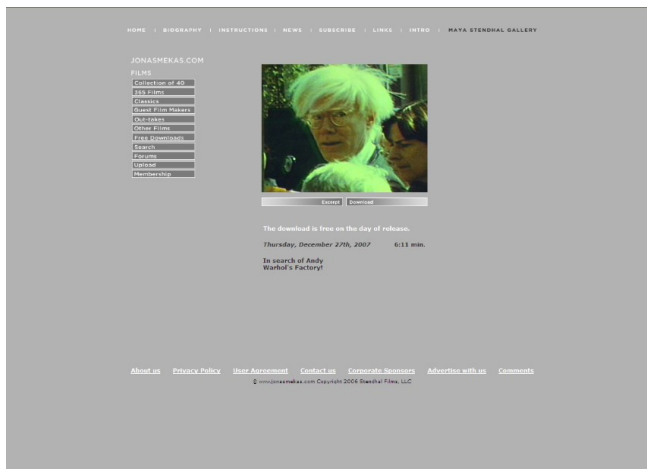 HOME | BIOGRAPHY | INSTRUCTIONS | NEWS | SUBSCRIBE | LINKS | INTRO | MAYA STENDHAL GALLERY
JONASMEKAS.COM
FILMS
Collection of 40
365 Films
Classics
Guest Film Makers
Out-takes
Other Films
Free Downloads
Search
Forums
Upload
Membership
Excerpt Download
The download is free on the day of release.
Thursday, December 27th, 2007 6:11 min.
In search of Andy
Warhol's Factory!
About us Privacy Policy User Agreement Contact us Corporate Sponsors Advertise with us Comments
© www.jonasmekas.com Copyright 2006 Stendhal Films, LLC